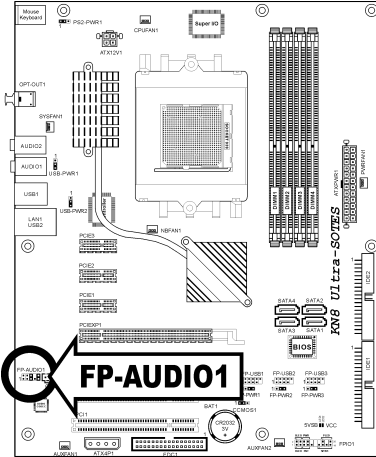 Mouse
Keyboard
PS2-PWR1
CPUFAN1
Super I/O
ATX12V1
OPT-OUT1
SYSFAN1
AUDIO2
AUDIO1
USB-PWR1
USB1
USB-PWR2
LAN1
USB2
NBFAN1
SOCKET 939
DIMM1
DIMM2
DIMM3
DIMM4
ATXPWR1
PWRFAN1
KN8 Ultra-SOTES
PCIE3
PCIE2
PCIE1
PCIEXP1
SATA4
SATA2
SATA3
SATA1
BIOS
IDE2
IDE1
FP-AUDIO1
FP-AUDIO1
FP-USB1
FP-USB2
FP-USB3
FP-PWR2
FP-PWR3
PCI1
BAT1
CCMOS1
CR2032
3V
5VSB
VCC
AUXFAN1
ATX4P1
FDC1
AUXFAN2
FPIO1